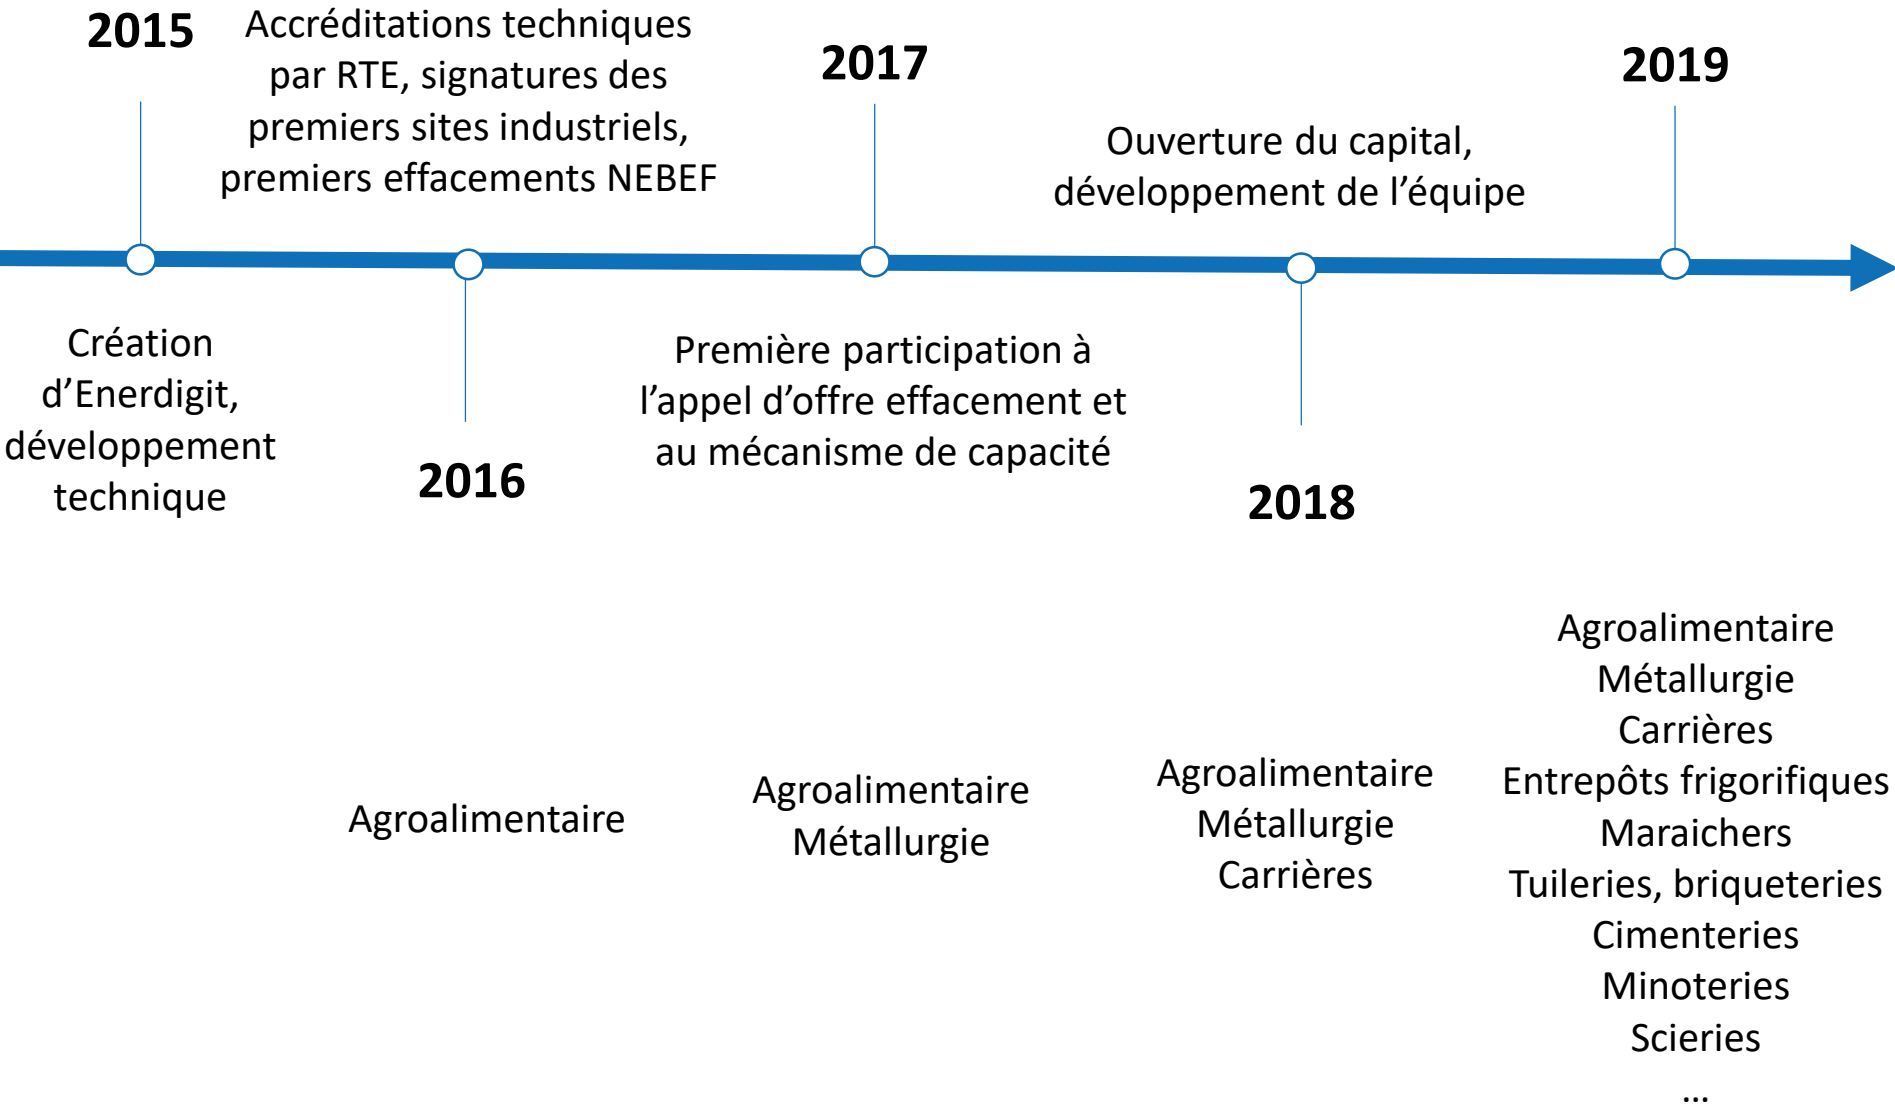 2015
Accréditations techniques
par RTE, signatures des
premiers sites industriels,
premiers effacements NEBEF
2017
Ouverture du capital,
développement de l’équipe
2019
Création
d’Enerdigit,
développement
technique
2016
Première participation à
l’appel d’offre effacement et
au mécanisme de capacité
2018
Agroalimentaire
Agroalimentaire
Métallurgie
Agroalimentaire
Métallurgie
Carrières
Agroalimentaire
Métallurgie
Carrières
Entrepôts frigorifiques
Maraichers
Tuileries, briqueteries
Cimenteries
Minoteries
Scieries
...